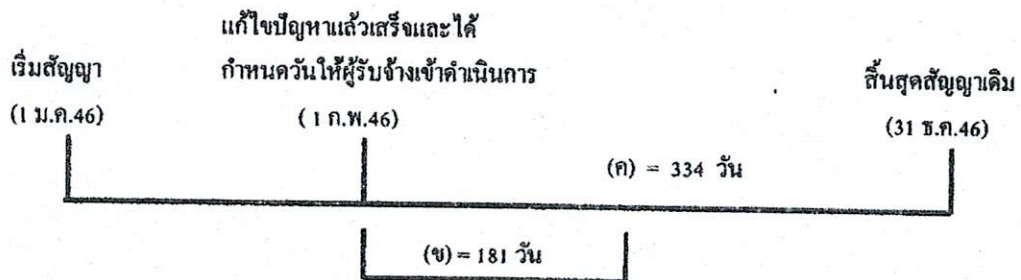 แก้ไขปัญหาแล้วเสร็จและได้
เริ่มสัญญา กำหนดวันให้ผู้รับจ้างเข้าดำเนินการ สิ้นสุดสัญญาเดิม
(1 ม.ค.46) (1 ก.พ.46) (31 ธ.ค.46)
(ค) = 334 วัน
(ข) = 181 วัน